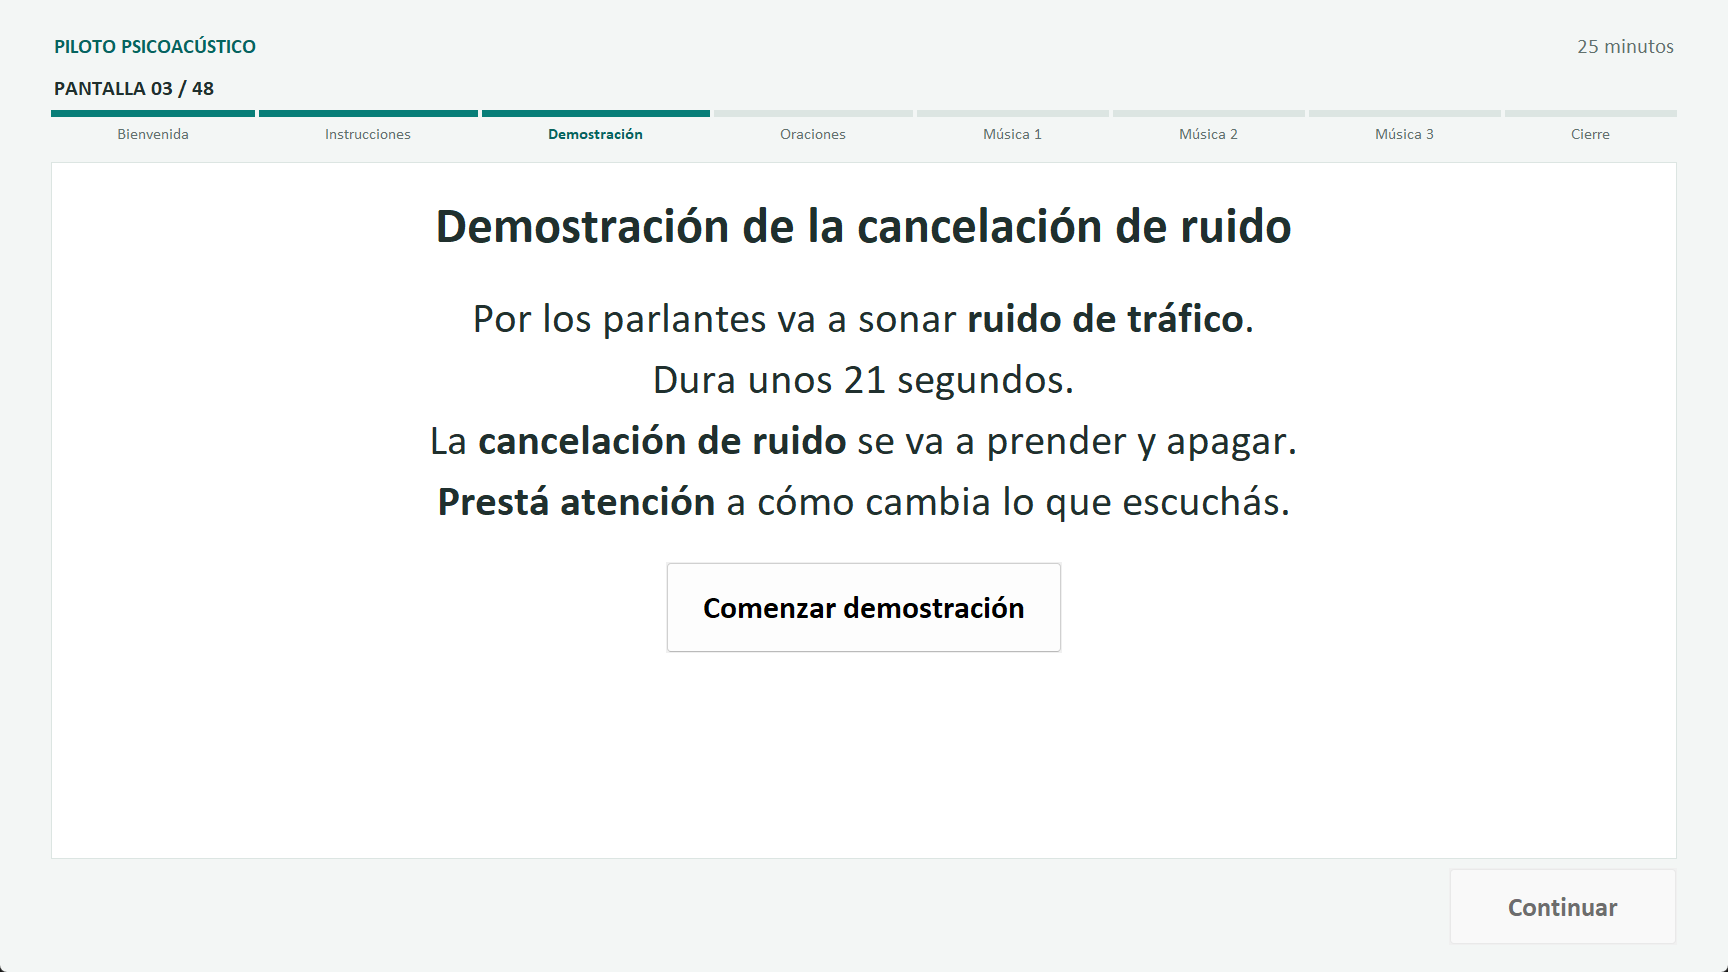 PILOTO PSICOACÚSTICO
25 minutos
PANTALLA 03 / 48
Bienvenida
Instrucciones
Demostración
Oraciones
Música 1
Música 2
Música 3
Cierre
Demostración de la cancelación de ruido
Por los parlantes va a sonar ruido de tráfico.
Dura unos 21 segundos.
La cancelación de ruido se va a prender y apagar.
Prestá atención a cómo cambia lo que escuchás.
Comenzar demostración
Continuar